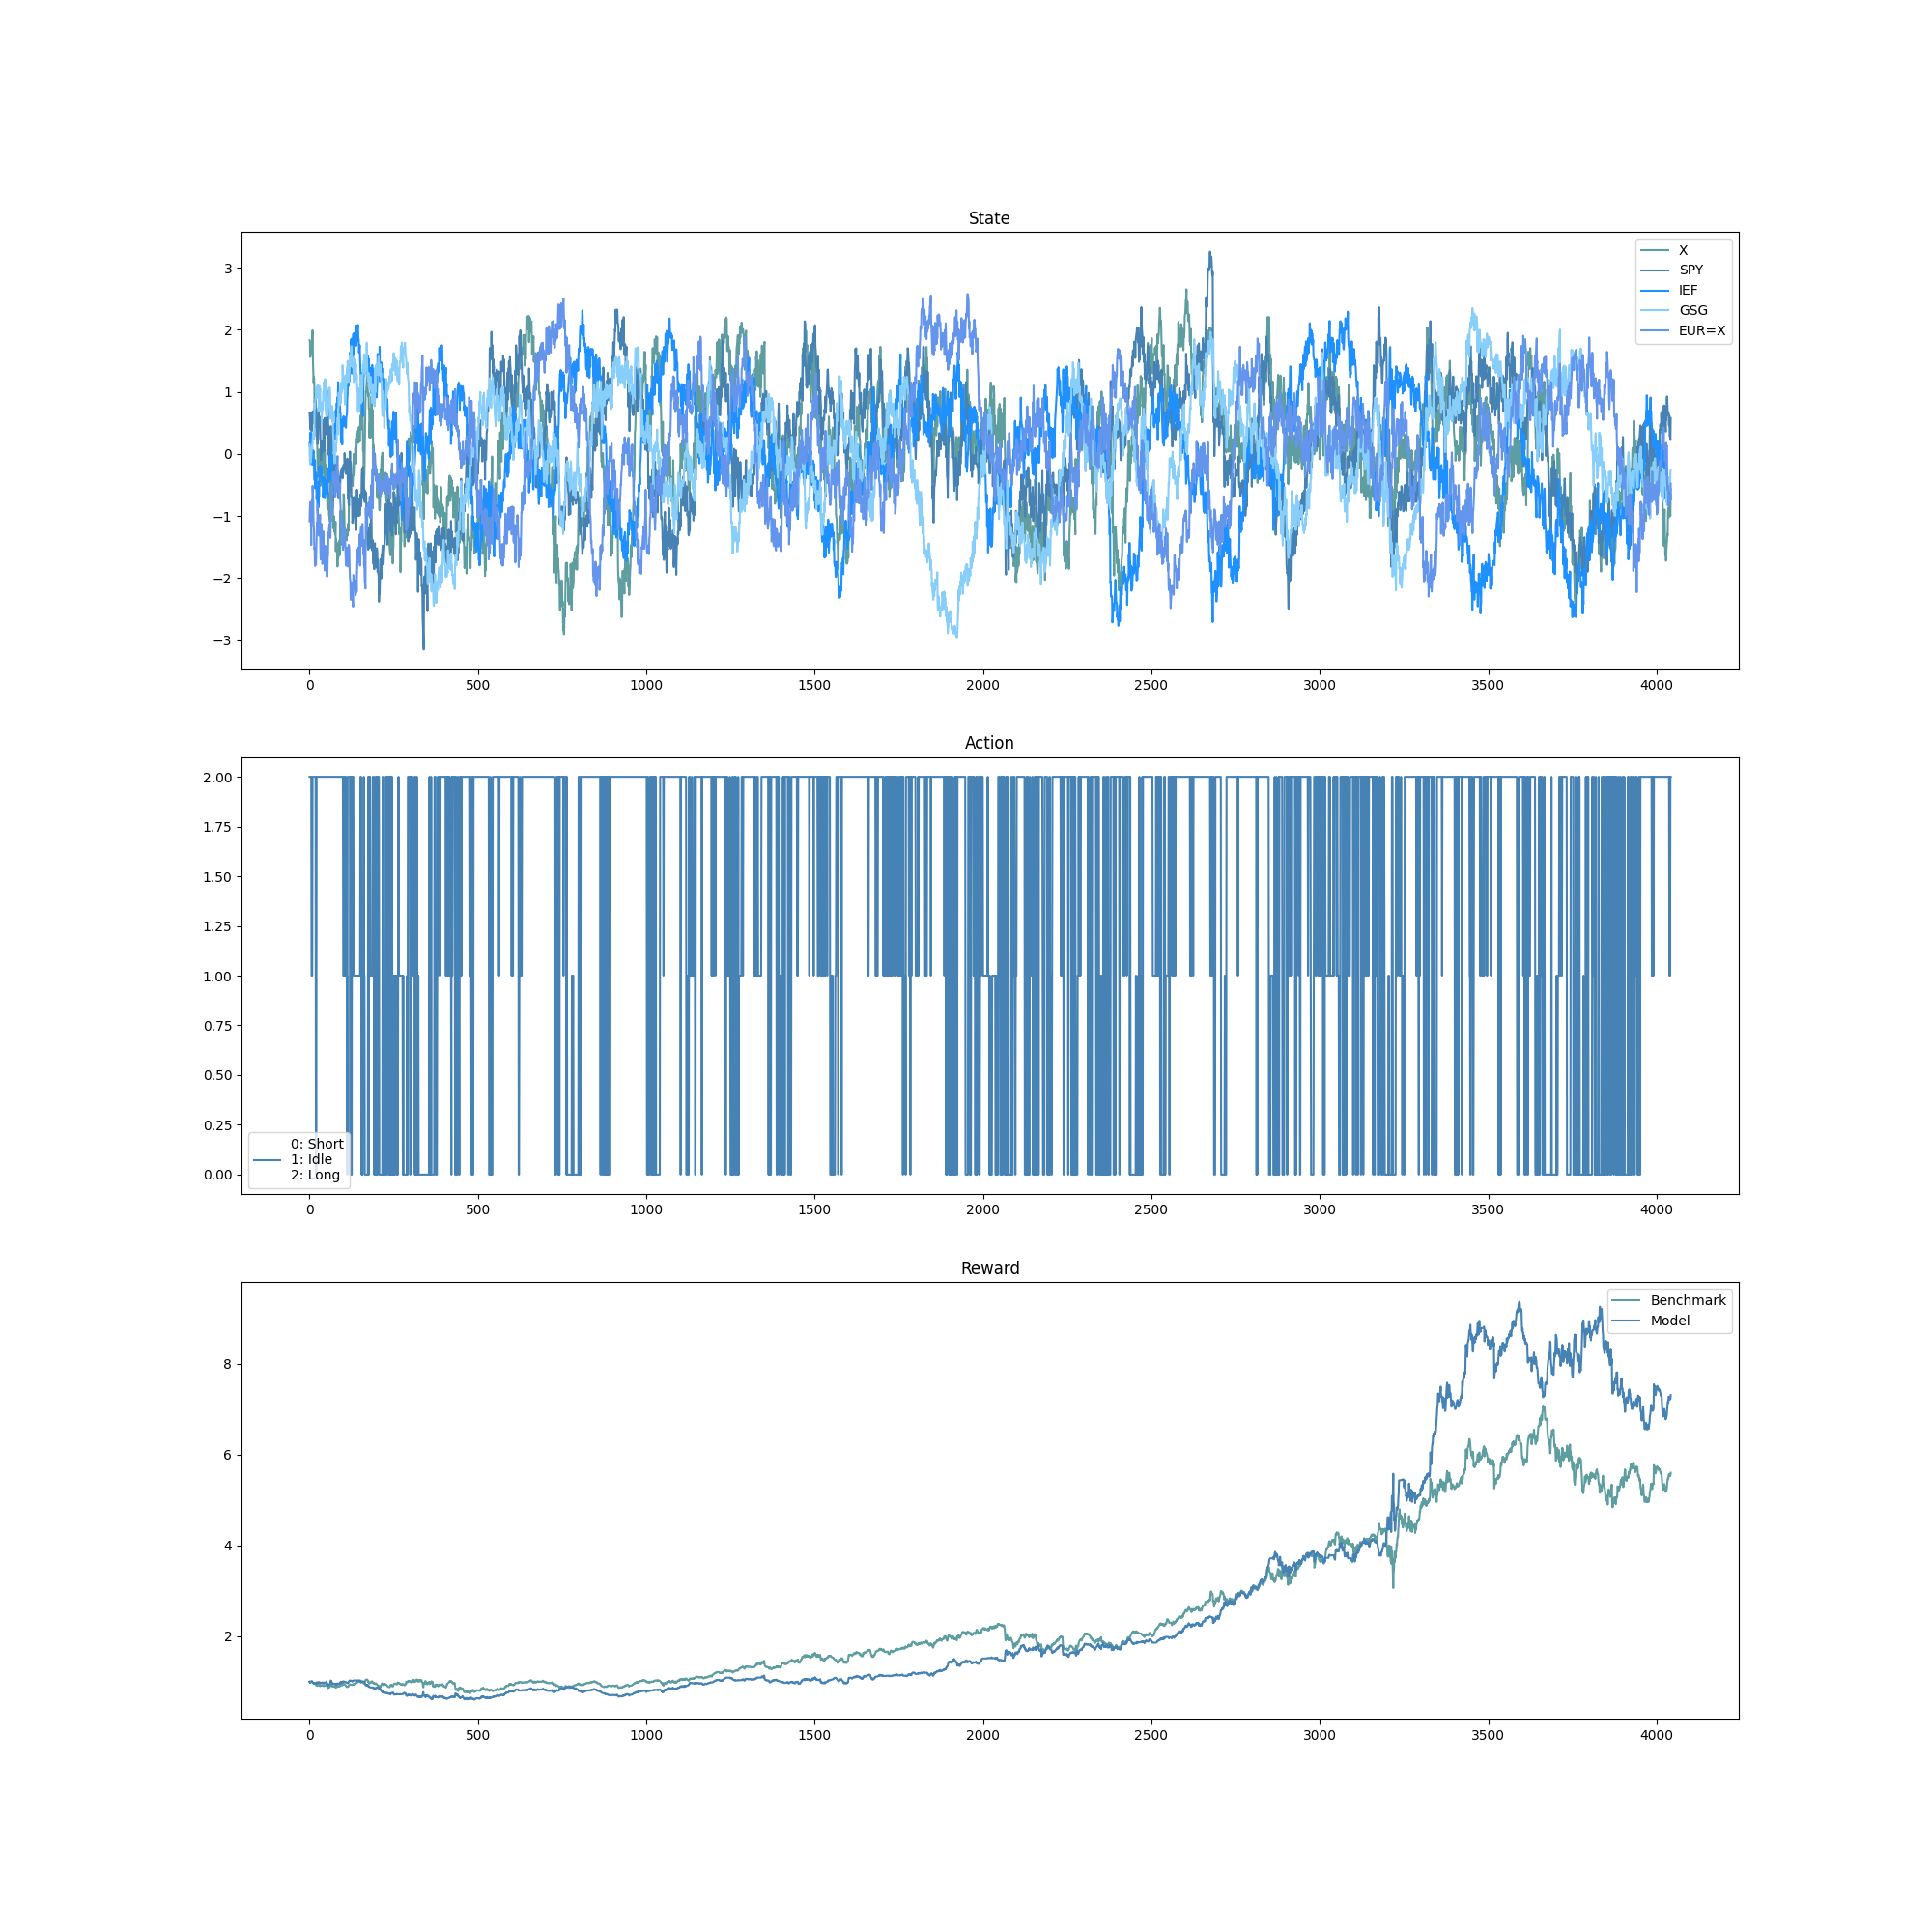 State
3
2
1
0
−1
−2
−3
X
SPY
IEF
GSG
EUR=X
0 500 1000 1500 2000 2500 3000 3500 4000
Action
2.00
1.75
1.50
1.25
1.00
0.75
0.50
0.25
0.00
0: Short
1: Idle
2: Long
0 500 1000 1500 2000 2500 3000 3500 4000
Reward
8
6
4
2
Benchmark
Model
0 500 1000 1500 2000 2500 3000 3500 4000